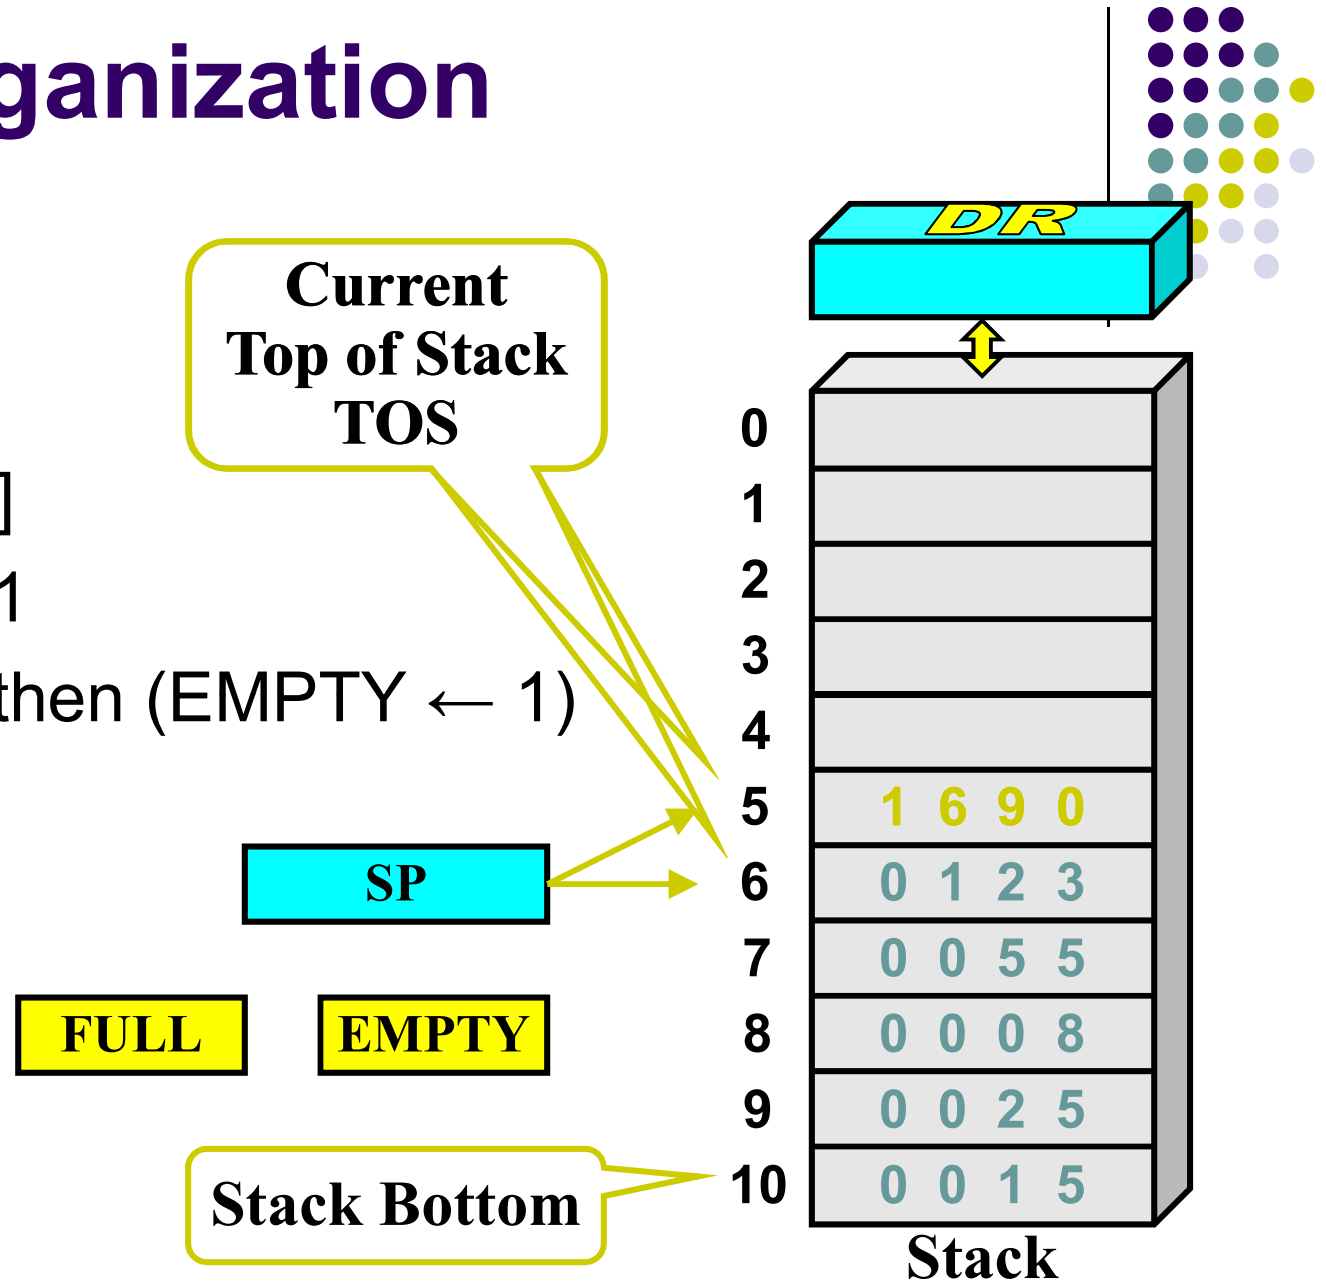 ganization
DR
Current
Top of Stack
TOS
]
1
then (EMPTY ← 1)
SP
FULL
EMPTY
Stack Bottom
0
1
2
3
4
5 1 6 9 0
6 0 1 2 3
7 0 0 5 5
8 0 0 0 8
9 0 0 2 5
10 0 0 1 5
Stack